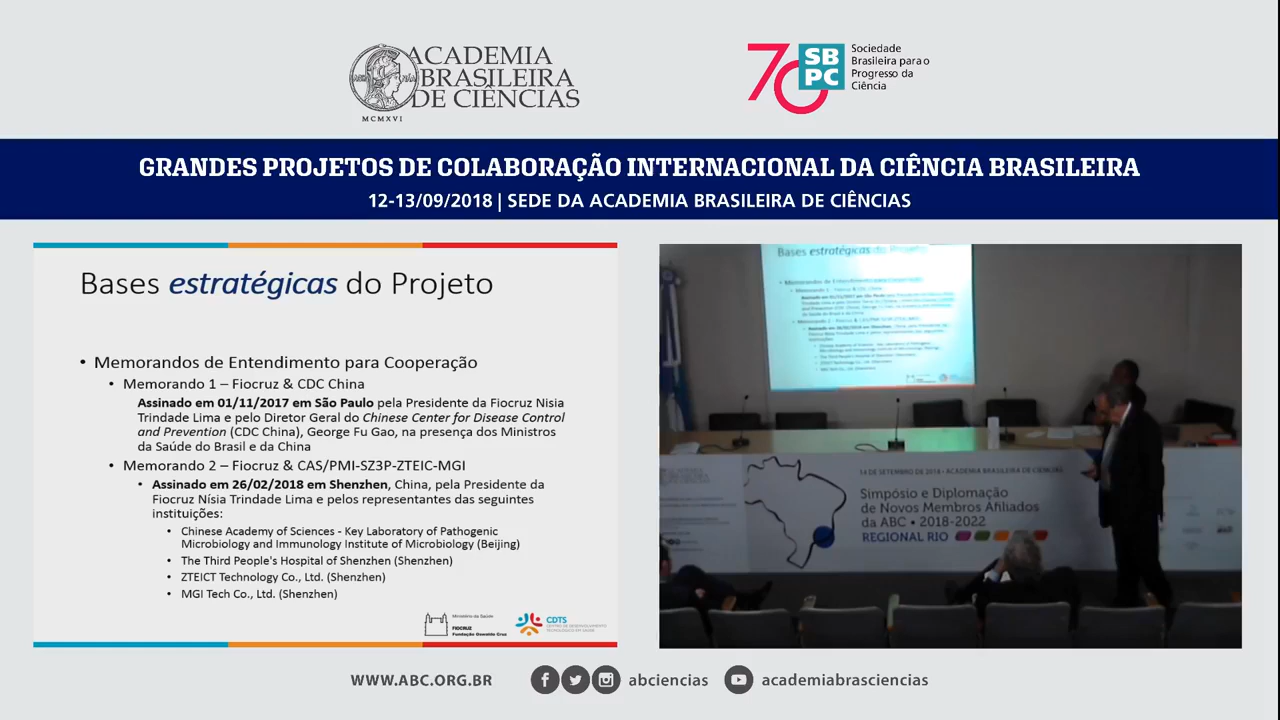 ACADEMIA
BRASILEIRA
DE CIÊNCIAS
MCMXVI
70
SB
PC
Sociedade
Brasileira para o
Progresso da
Ciência
GRANDES PROJETOS DE COLABORAÇÃO INTERNACIONAL DA CIÊNCIA BRASILEIRA
12-13/09/2018 | SEDE DA ACADEMIA BRASILEIRA DE CIÊNCIAS
Bases estratégicas do Projeto
• Memorandos de Entendimento para Cooperação
• Memorando 1 – Fiocruz & CDC China
Assinado em 01/11/2017 em São Paulo pela Presidente da Fiocruz Nisia
Trindade Lima e pelo Diretor Geral do Chinese Center for Disease Control
and Prevention (CDC China), George Fu Gao, na presença dos Ministros
da Saúde do Brasil e da China
• Memorando 2 – Fiocruz & CAS/PMI-SZ3P-ZTEIC-MGI
• Assinado em 26/02/2018 em Shenzhen, China, pela Presidente da
Fiocruz Nísia Trindade Lima e pelos representantes das seguintes
instituições:
• Chinese Academy of Sciences - Key Laboratory of Pathogenic
Microbiology and Immunology Institute of Microbiology (Beijing)
• The Third People's Hospital of Shenzhen (Shenzhen)
• ZTEICT Technology Co., Ltd. (Shenzhen)
• MGI Tech Co., Ltd. (Shenzhen)
Ministério da Saúde
FIOCRUZ
Fundação Oswaldo Cruz
CDTS
CENTRO DE DESENVOLVIMENTO
TECNOLÓGICO EM SAÚDE
Bases estratégicas do Projeto
14 DE SETEMBRO DE 2018 • ACADEMIA BRASILEIRA DE CIÊNCIAS
Simpósio e Diplomação
de Novos Membros Afiliados
da ABC • 2018-2022
REGIONAL RIO
WWW.ABC.ORG.BR
abciencias
academiabrasciencias